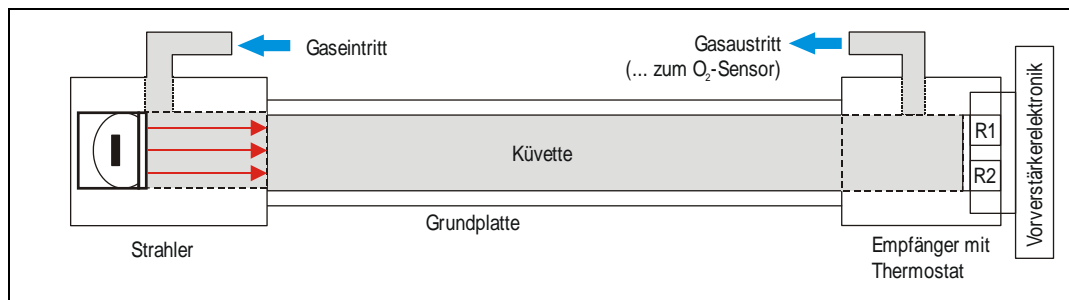 Gaseintritt
Gasaustritt
(... zum O₂-Sensor)
R1
R2
Küvette
Vorverstärkerelektronik
Grundplatte
Strahler
Empfänger mit
Thermostat